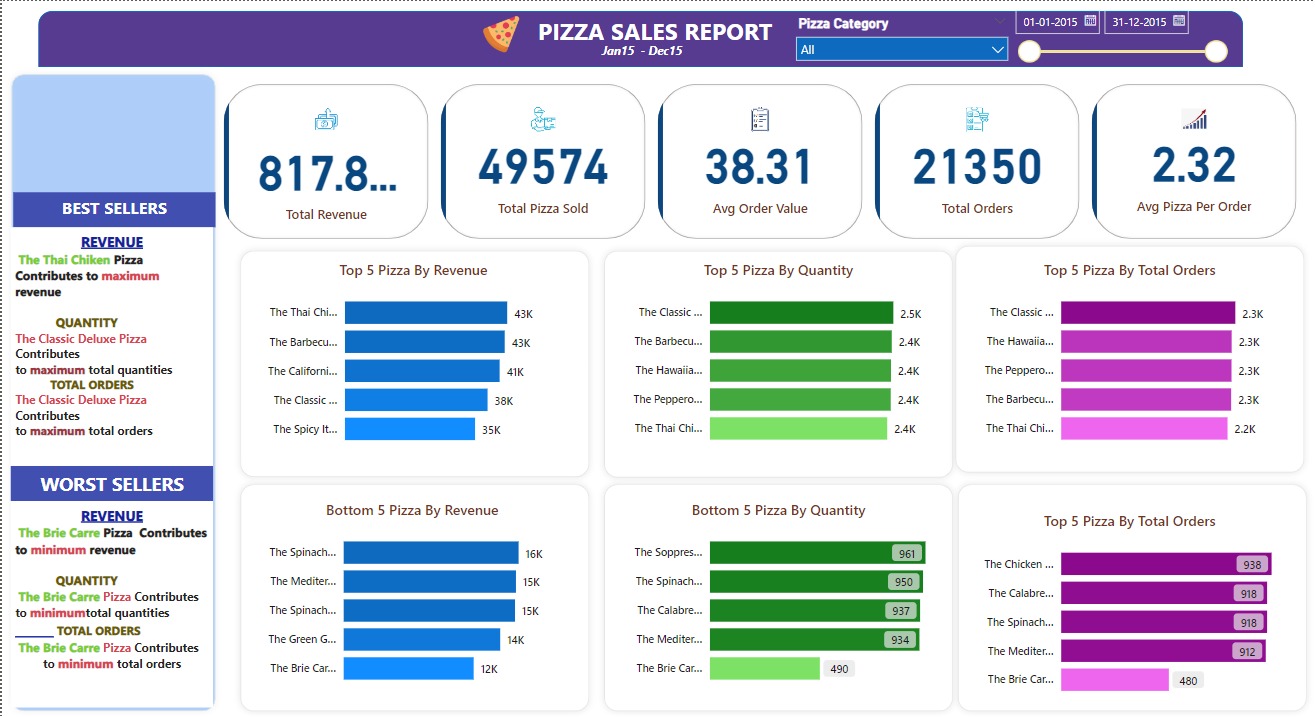 PIZZA SALES REPORT
Jan15 - Dec15
Pizza Category
All
01-01-2015
31-12-2015
817.8...
Total Revenue
49574
Total Pizza Sold
38.31
Avg Order Value
21350
Total Orders
2.32
Avg Pizza Per Order
BEST SELLERS
REVENUE
The Thai Chiken Pizza
Contributes to maximum
revenue
QUANTITY
The Classic Deluxe Pizza
Contributes
to maximum total quantities
TOTAL ORDERS
The Classic Deluxe Pizza
Contributes
to maximum total orders
WORST SELLERS
REVENUE
The Brie Carre Pizza Contributes
to minimum revenue
QUANTITY
The Brie Carre Pizza Contributes
to minimumtotal quantities
TOTAL ORDERS
The Brie Carre Pizza Contributes
to minimum total orders
Top 5 Pizza By Revenue
The Thai Chi... 43K
The Barbecu... 43K
The Californi... 41K
The Classic ... 38K
The Spicy It... 35K
Top 5 Pizza By Quantity
The Classic ... 2.5K
The Barbecu... 2.4K
The Hawaiia... 2.4K
The Peppero... 2.4K
The Thai Chi... 2.4K
Top 5 Pizza By Total Orders
The Classic ... 2.3K
The Hawaiia... 2.3K
The Peppero... 2.3K
The Barbecu... 2.3K
The Thai Chi... 2.2K
Bottom 5 Pizza By Revenue
The Spinach... 16K
The Mediter... 15K
The Spinach... 15K
The Green G... 14K
The Brie Car... 12K
Bottom 5 Pizza By Quantity
The Soppres... 961
The Spinach... 950
The Calabre... 937
The Mediter... 934
The Brie Car... 490
Top 5 Pizza By Total Orders
The Chicken ... 938
The Calabre... 918
The Spinach... 918
The Mediter... 912
The Brie Car... 480